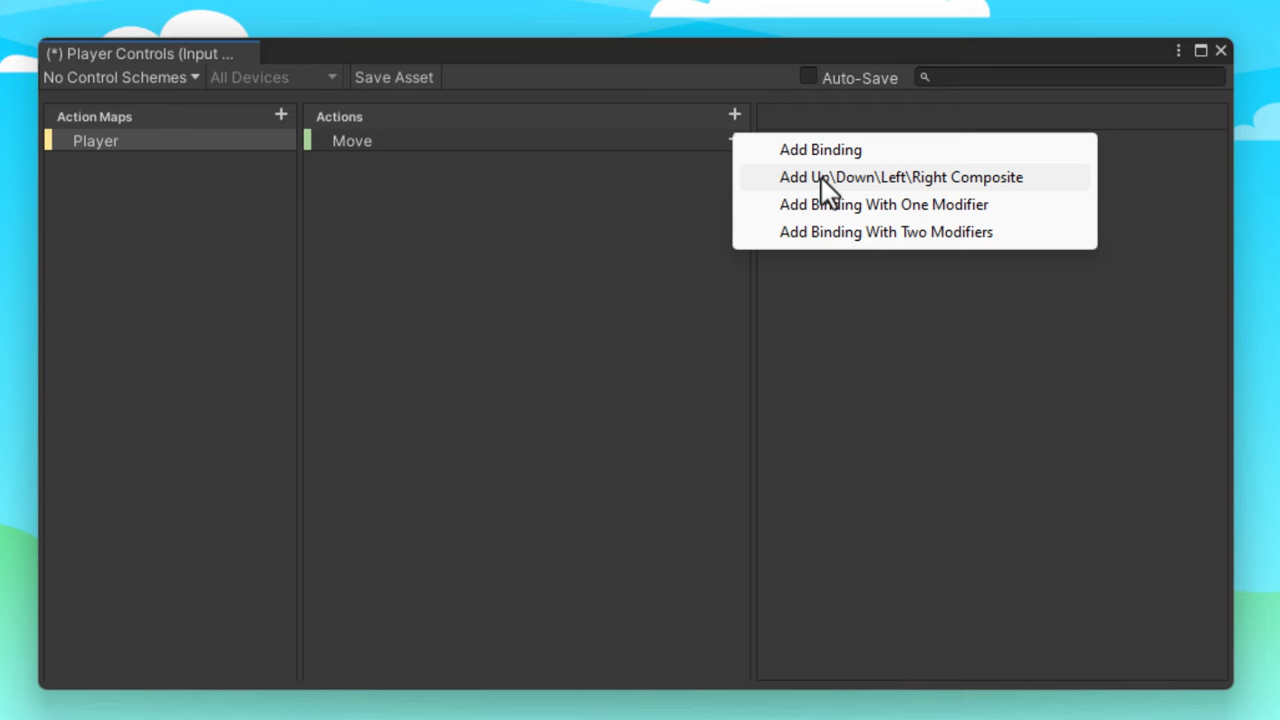 (*) Player Controls (Input ...
No Control Schemes All Devices Save Asset Auto-Save
Action Maps + Actions +
Player Move
Add Binding
Add Up\Down\Left\Right Composite
Add Binding With One Modifier
Add Binding With Two Modifiers